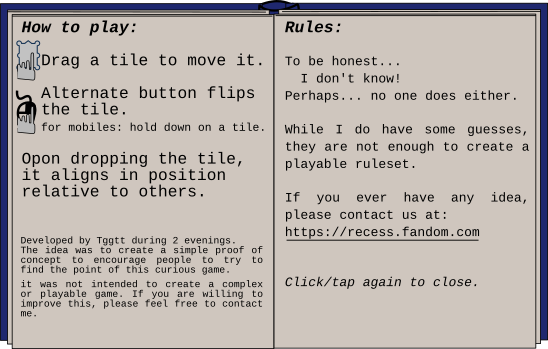 How to play:
Drag a tile to move it.
Alternate button flips
the tile.
for mobiles: hold down on a tile.
Opon dropping the tile,
it aligns in position
relative to others.
Developed by Tggtt during 2 evenings.
The idea was to create a simple proof of
concept to encourage people to try to
find the point of this curious game.
it was not intended to create a complex
or playable game. If you are willing to
improve this, please feel free to contact
me.
Rules:
To be honest...
I don't know!
Perhaps... no one does either.
While I do have some guesses,
they are not enough to create a
playable ruleset.
If you ever have any idea,
please contact us at:
https://recess.fandom.com
Click/tap again to close.